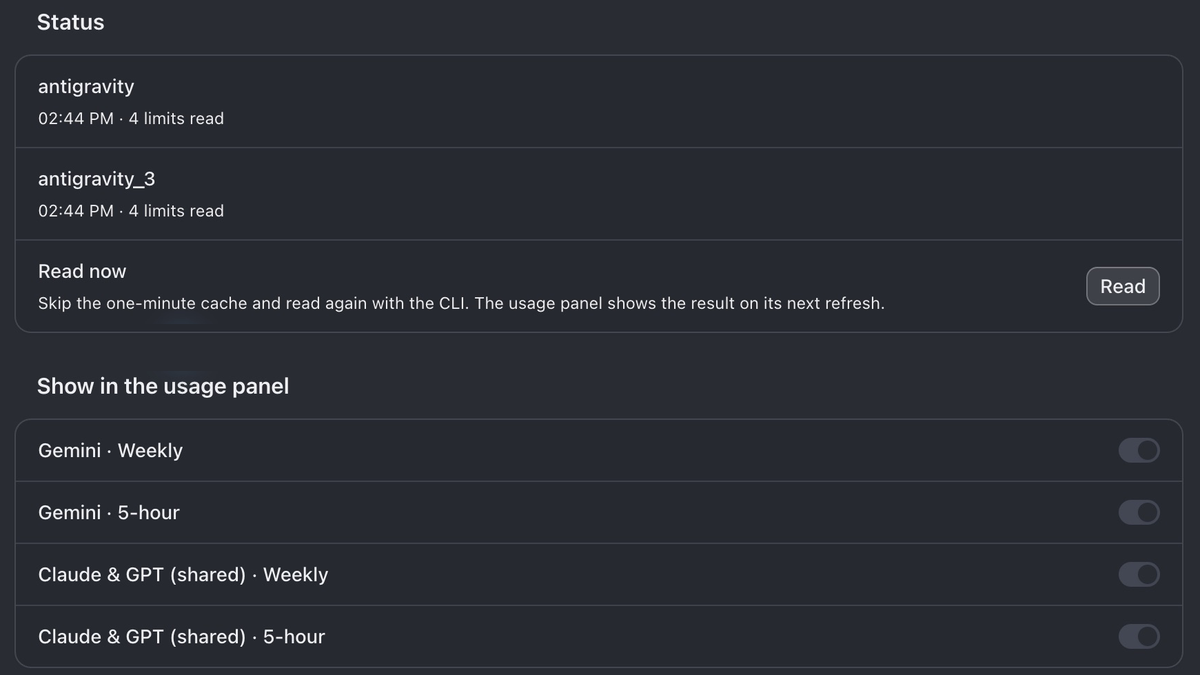 Status
antigravity
02:44 PM · 4 limits read
antigravity_3
02:44 PM · 4 limits read
Read now
Skip the one-minute cache and read again with the CLI. The usage panel shows the result on its next refresh.
Read
Show in the usage panel
Gemini · Weekly
Gemini · 5-hour
Claude & GPT (shared) · Weekly
Claude & GPT (shared) · 5-hour